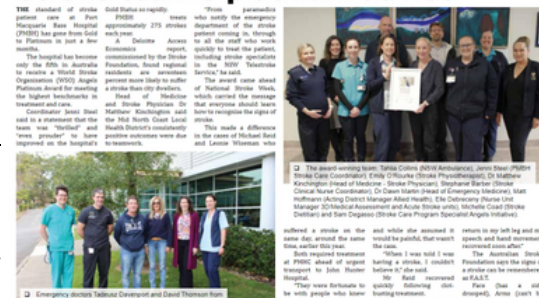 THE standard of stroke
patient care at Port
Macquarie Base Hospital
(PMBH) has gone from Gold
to Platinum in just a few
months.
The hospital has become
only the fifth in Australia
to receive a World Stroke
Organization (WSO) Angels
Platinum Award for meeting
the highest benchmarks in
treatment and care.
Coordinator Jenni Steel
said in a statement that the
team was "thrilled" and
"even prouder" to have
improved on the hospital's
Gold Status so rapidly.
PMBH treats
approximately 275 strokes
each year.
A Deloitte Access
Economics report,
commissioned by the Stroke
Foundation, found regional
residents are seventeen
percent more likely to suffer
a stroke than city dwellers.
Head of Medicine
and Stroke Physician Dr
Matthew Kinchington said
the Mid North Coast Local
Health District's consistently
positive outcomes were due
to teamwork.
"From paramedics
who notify the emergency
department of the stroke
patient coming in, through
to all the staff who work
quickly to treat the patient,
including stroke specialists
in the NSW Telestroke
Service," he said.
The award came ahead
of National Stroke Week,
which carried the message
that everyone should learn
how to recognise the signs of
stroke.
This made a difference
in the cases of Michael Reid
and Leonie Wiseman who
The award-winning team: Tahlia Collins (NSW Ambulance), Jenni Steel (PMBH
Stroke Care Coordinator), Emily O'Rourke (Stroke Physiotherapist), Dr Matthew
Kinchington (Head of Medicine - Stroke Physician), Stephanie Barber (Stroke
Clinical Nurse Coordinator), Dr Dawn Martin (Head of Emergency Medicine), Matt
Hoffmann (Acting District Manager Allied Health), Elle Debreceny (Nurse Unit
Manager 3D/Medical Assessment and Acute Stroke units), Michelle Coad (Stroke
Dietitian) and Sam Degasso (Stroke Care Program Specialist Angels Initiative).
suffered a stroke on the
same day, around the same
time, earlier this year.
Both required treatment
at PMHC ahead of urgent
transport to John Hunter
Hospital.
"They were fortunate to
be with people who knew
and while she assumed it
would be painful, that wasn't
the case.
"When I was told I was
having a stroke, I couldn't
believe it," she said.
Mr Reid recovered
quickly following clot-
busting treatment.
return in my left leg and m
speech and hand moveme
recovered soon after."
The Australian Strok
Foundation says the signs o
a stroke can be remembere
as F.A.S.T.
Face (has a sid
drooped), Arms (can't
Emergency doctors Tadeusz Davenport and David Thomson from